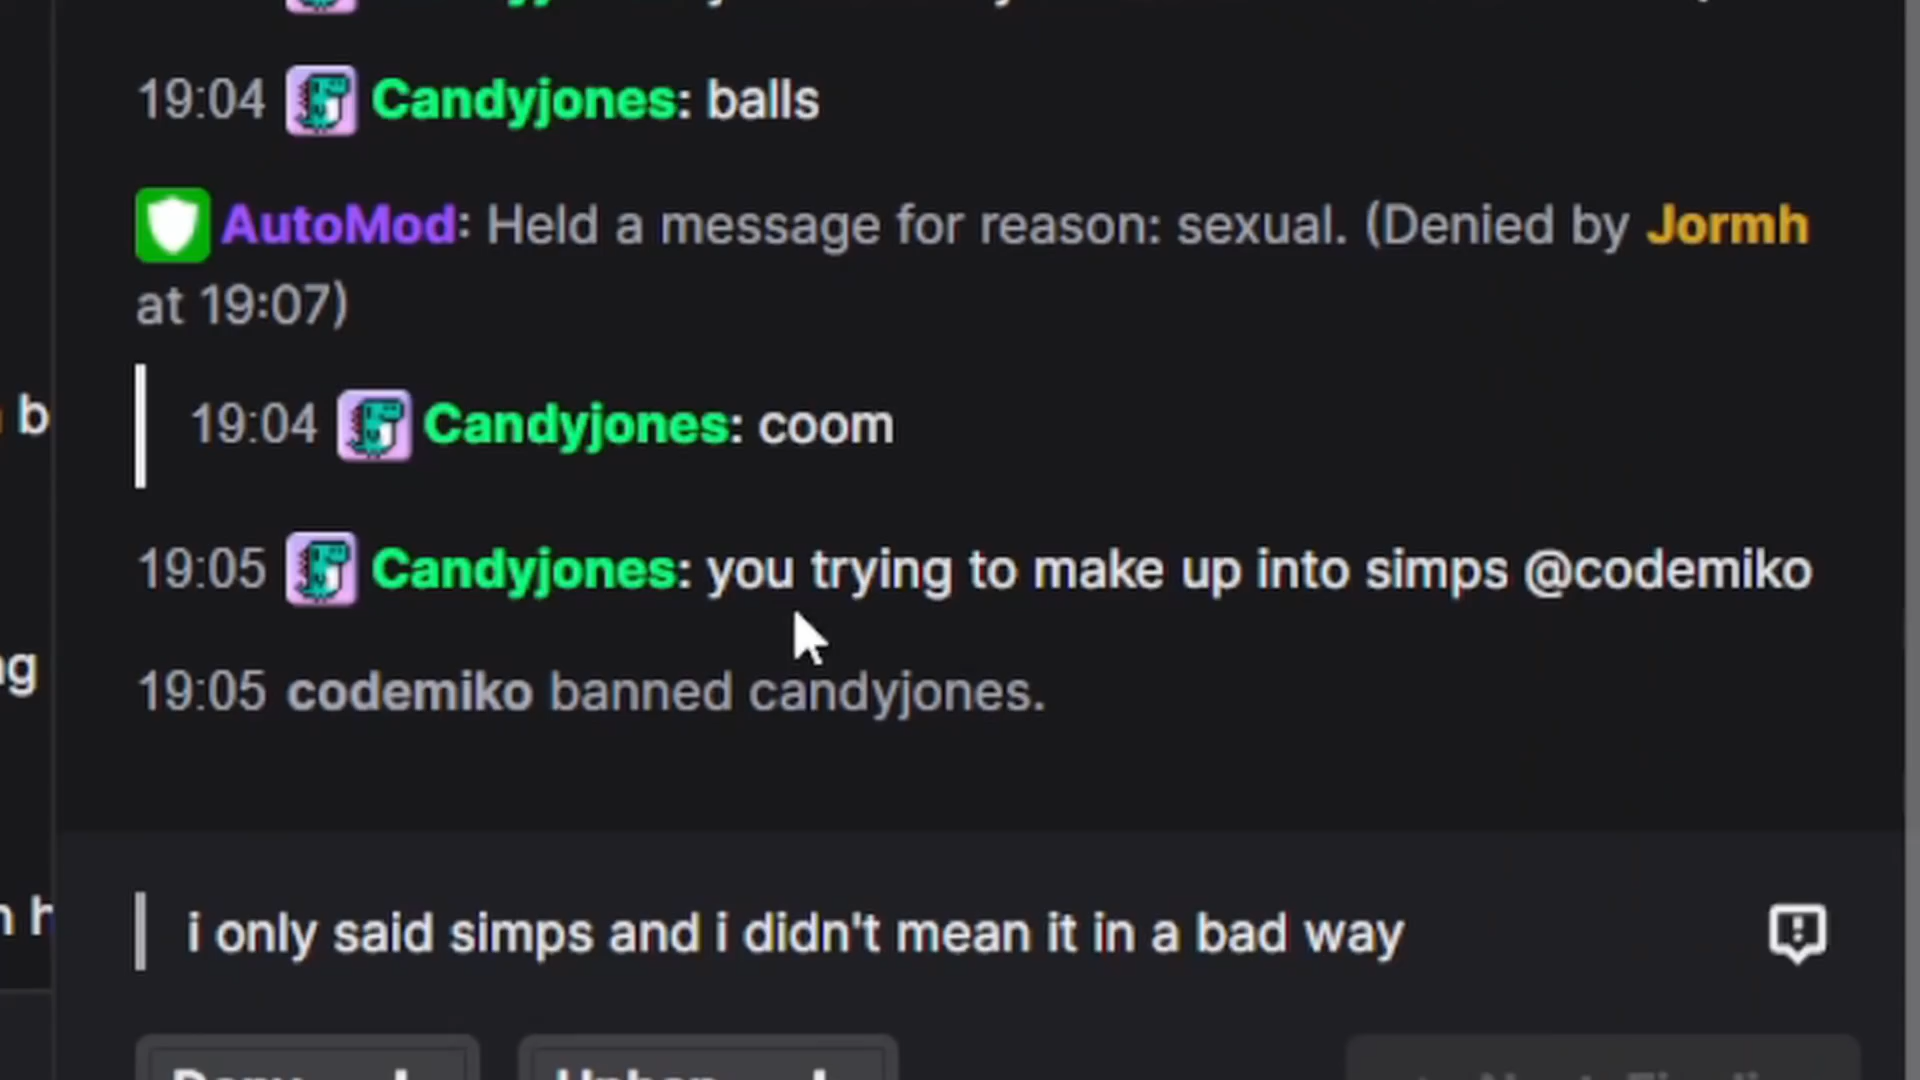 19:04 Candyjones: balls
AutoMod: Held a message for reason: sexual. (Denied by Jormh
at 19:07)
b
19:04 Candyjones: coom
19:05 Candyjones: you trying to make up into simps @codemiko
ng
19:05 codemiko banned candyjones.
h
i only said simps and i didn't mean it in a bad way